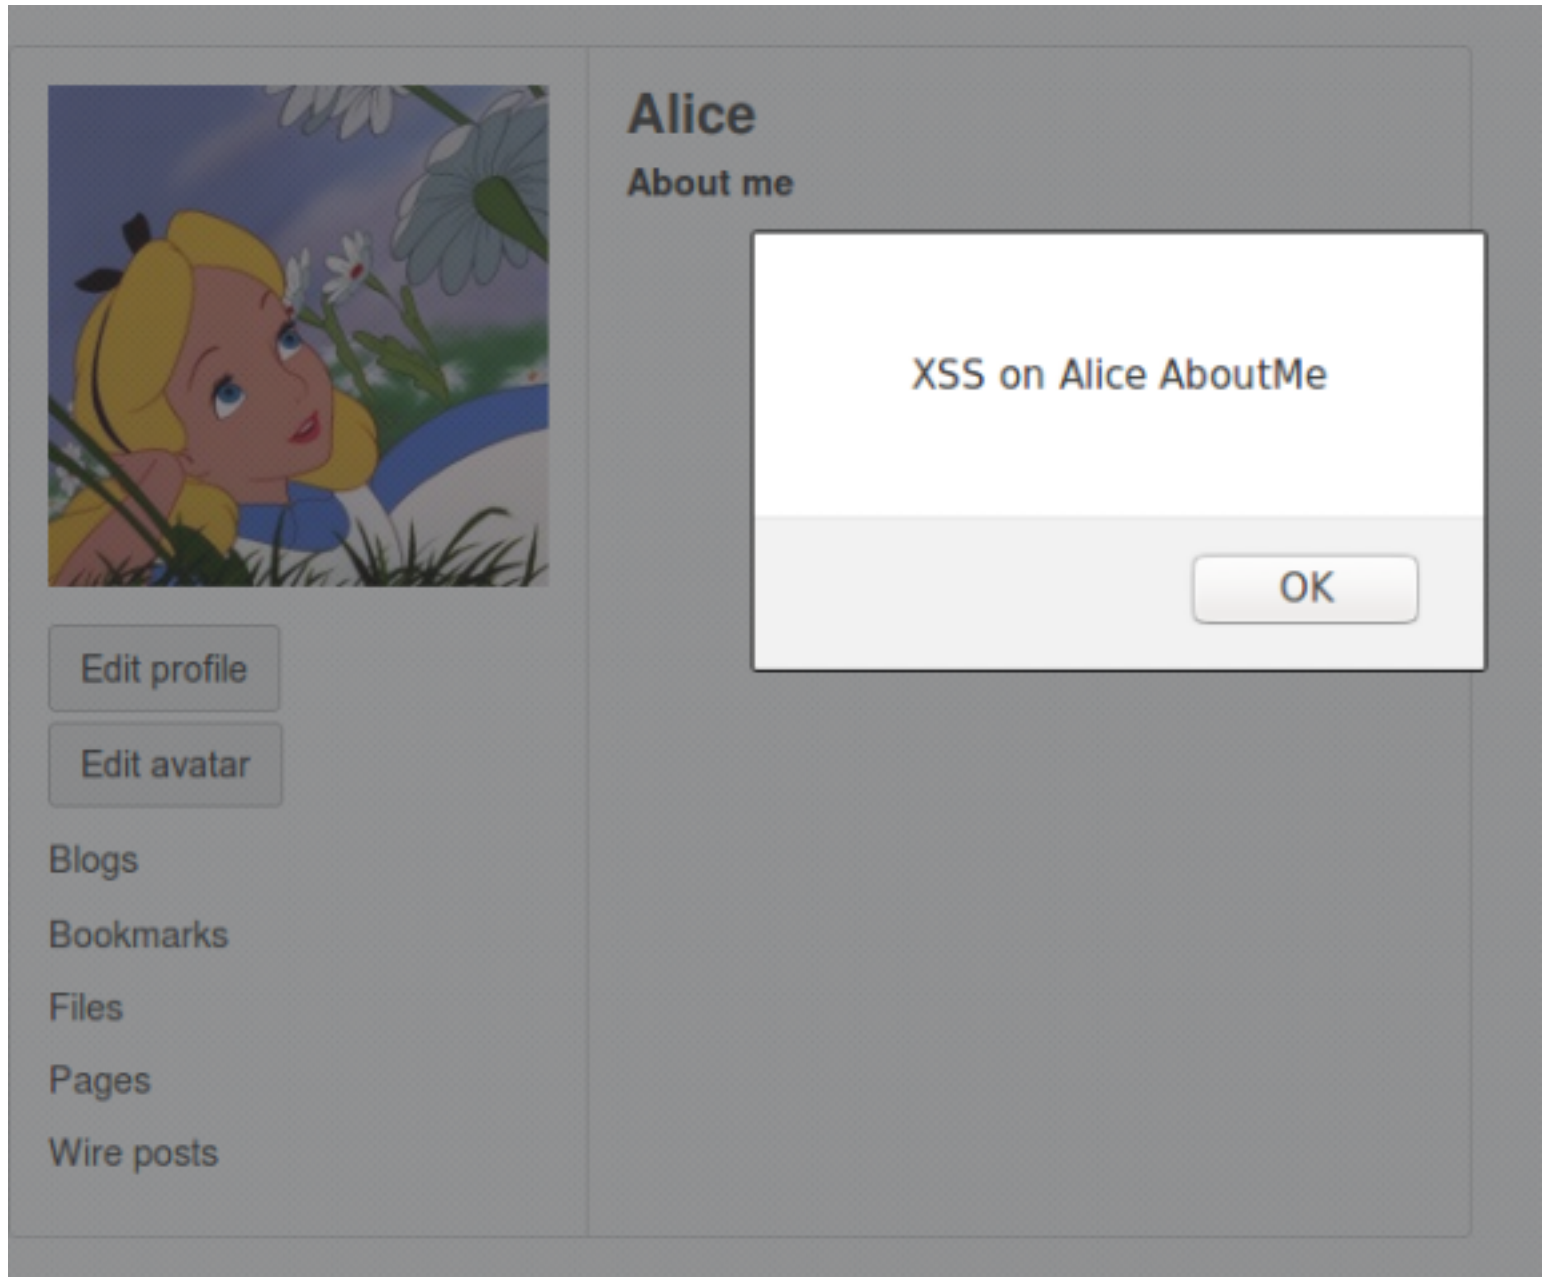 Alice
About me
XSS on Alice AboutMe
OK
Edit profile
Edit avatar
Blogs
Bookmarks
Files
Pages
Wire posts